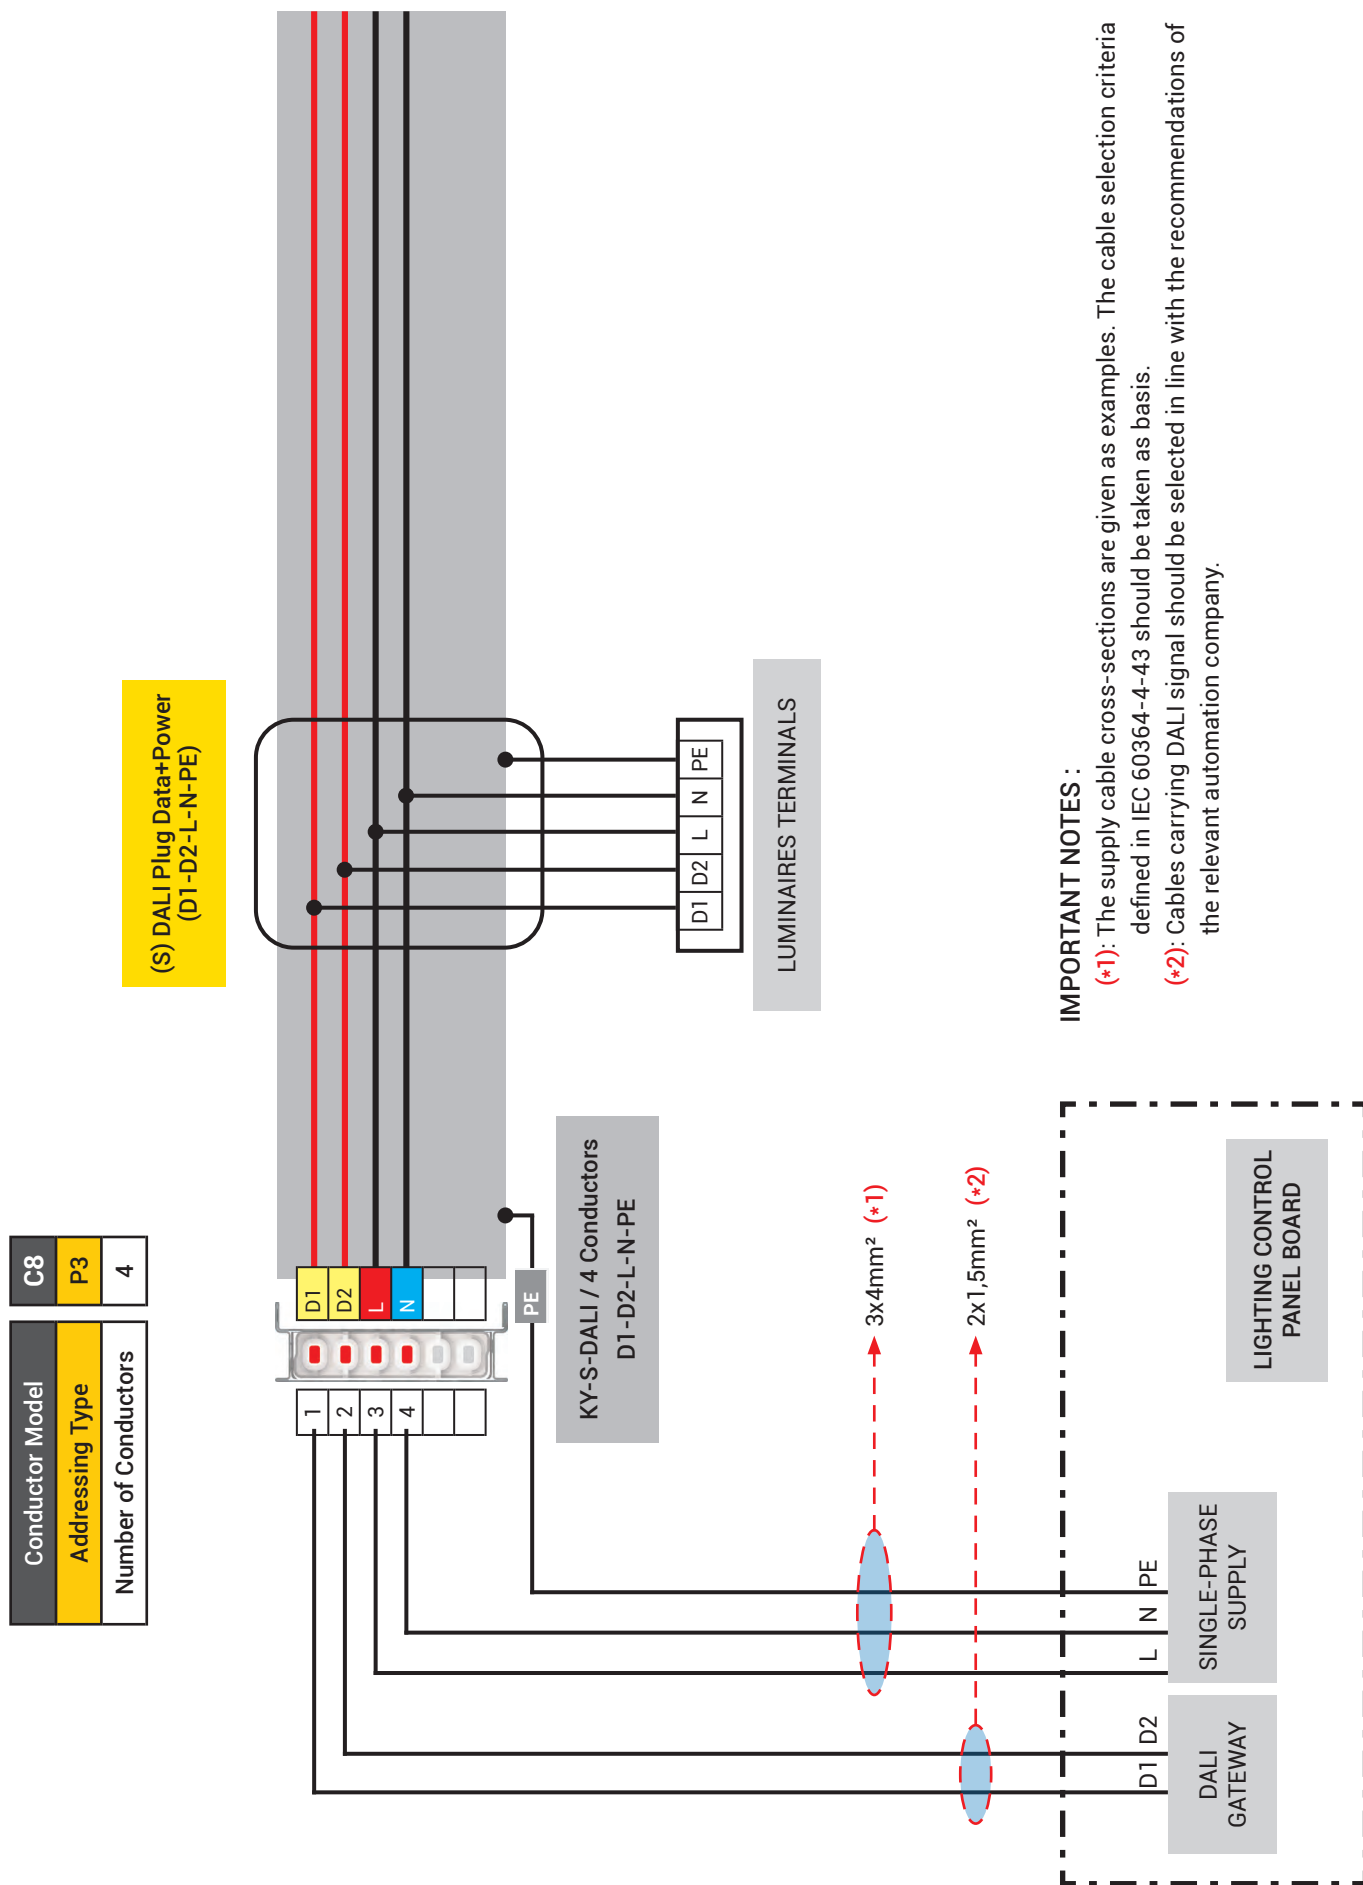 Conductor Model C8
Addressing Type P3
Number of Conductors 4
(S) DALI Plug Data+Power
(D1-D2-L-N-PE)
1 D1
2 D2
3 L
4 N
PE
KY-S-DALI / 4 Conductors
D1-D2-L-N-PE
D1 D2 L N PE
LUMINAIRES TERMINALS
3x4mm² (*1)
2x1,5mm² (*2)
D1 D2 L N PE
DALI
GATEWAY
SINGLE-PHASE
SUPPLY
LIGHTING CONTROL
PANEL BOARD
IMPORTANT NOTES :
(*1): The supply cable cross-sections are given as examples. The cable selection criteria
defined in IEC 60364-4-43 should be taken as basis.
(*2): Cables carrying DALI signal should be selected in line with the recommendations of
the relevant automation company.